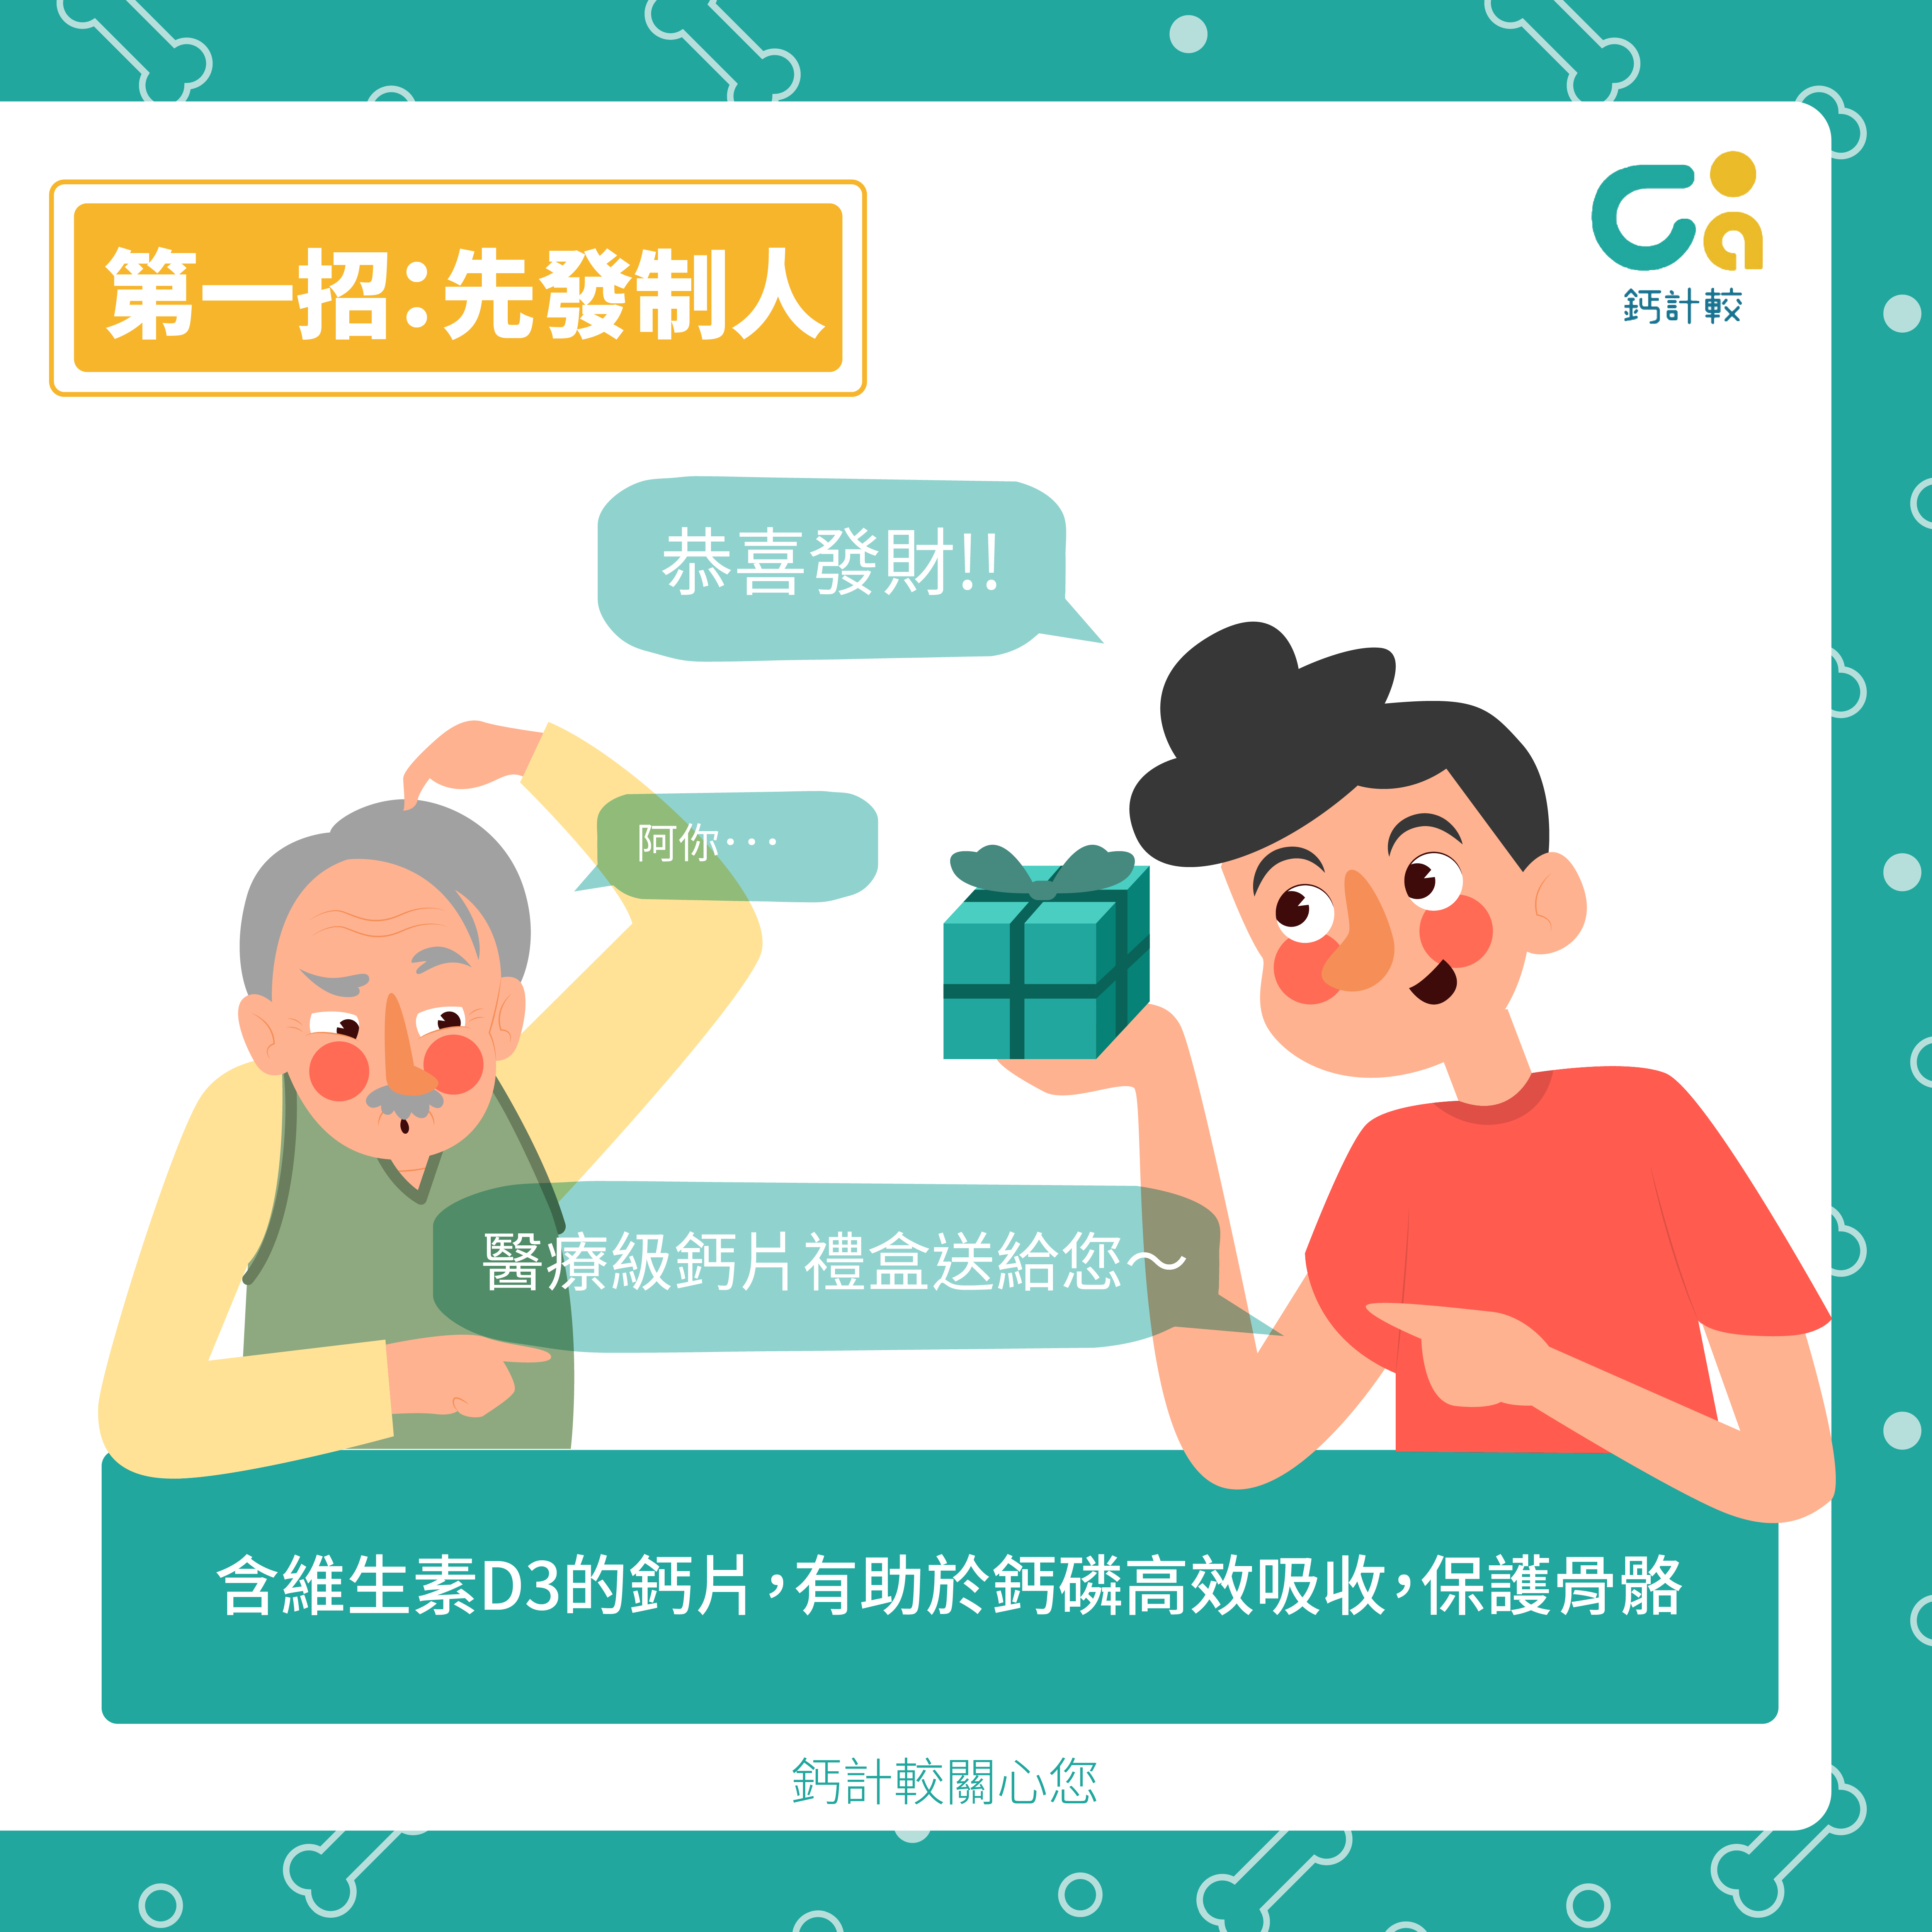 第一招:先發制人
Ca
鈣計較
恭喜發財!!
阿你···
醫療級鈣片禮盒送給您~
含維生素D3的鈣片,有助於鈣磷高效吸收,保護骨骼
鈣計較關心您